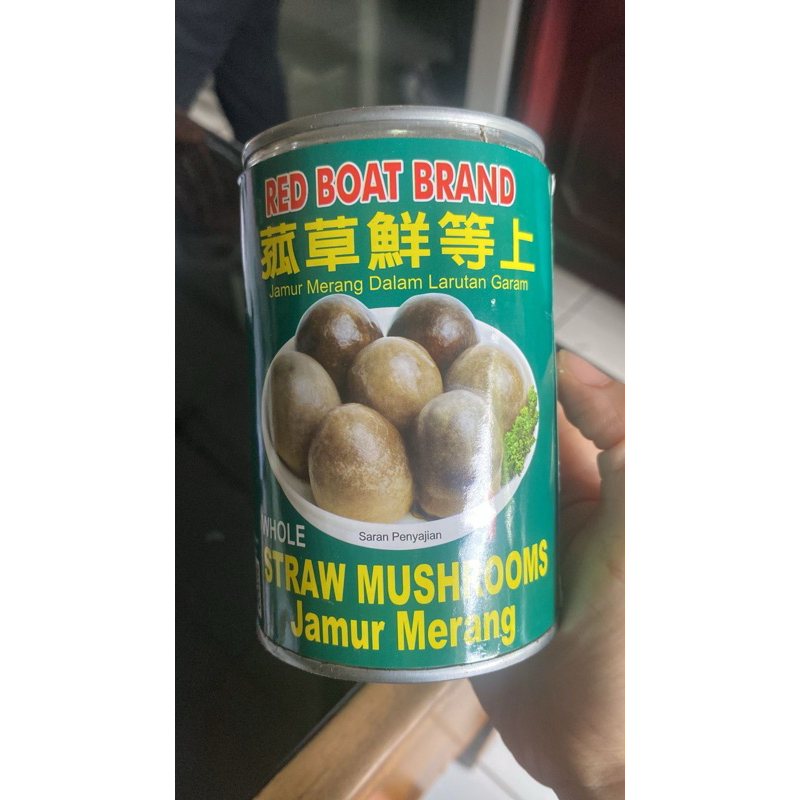 RED BOAT BRAND
菰草鮮等上
Jamur Merang Dalam Larutan Garam
Saran Penyajian
WHOLE
STRAW MUSHROOMS
Jamur Merang